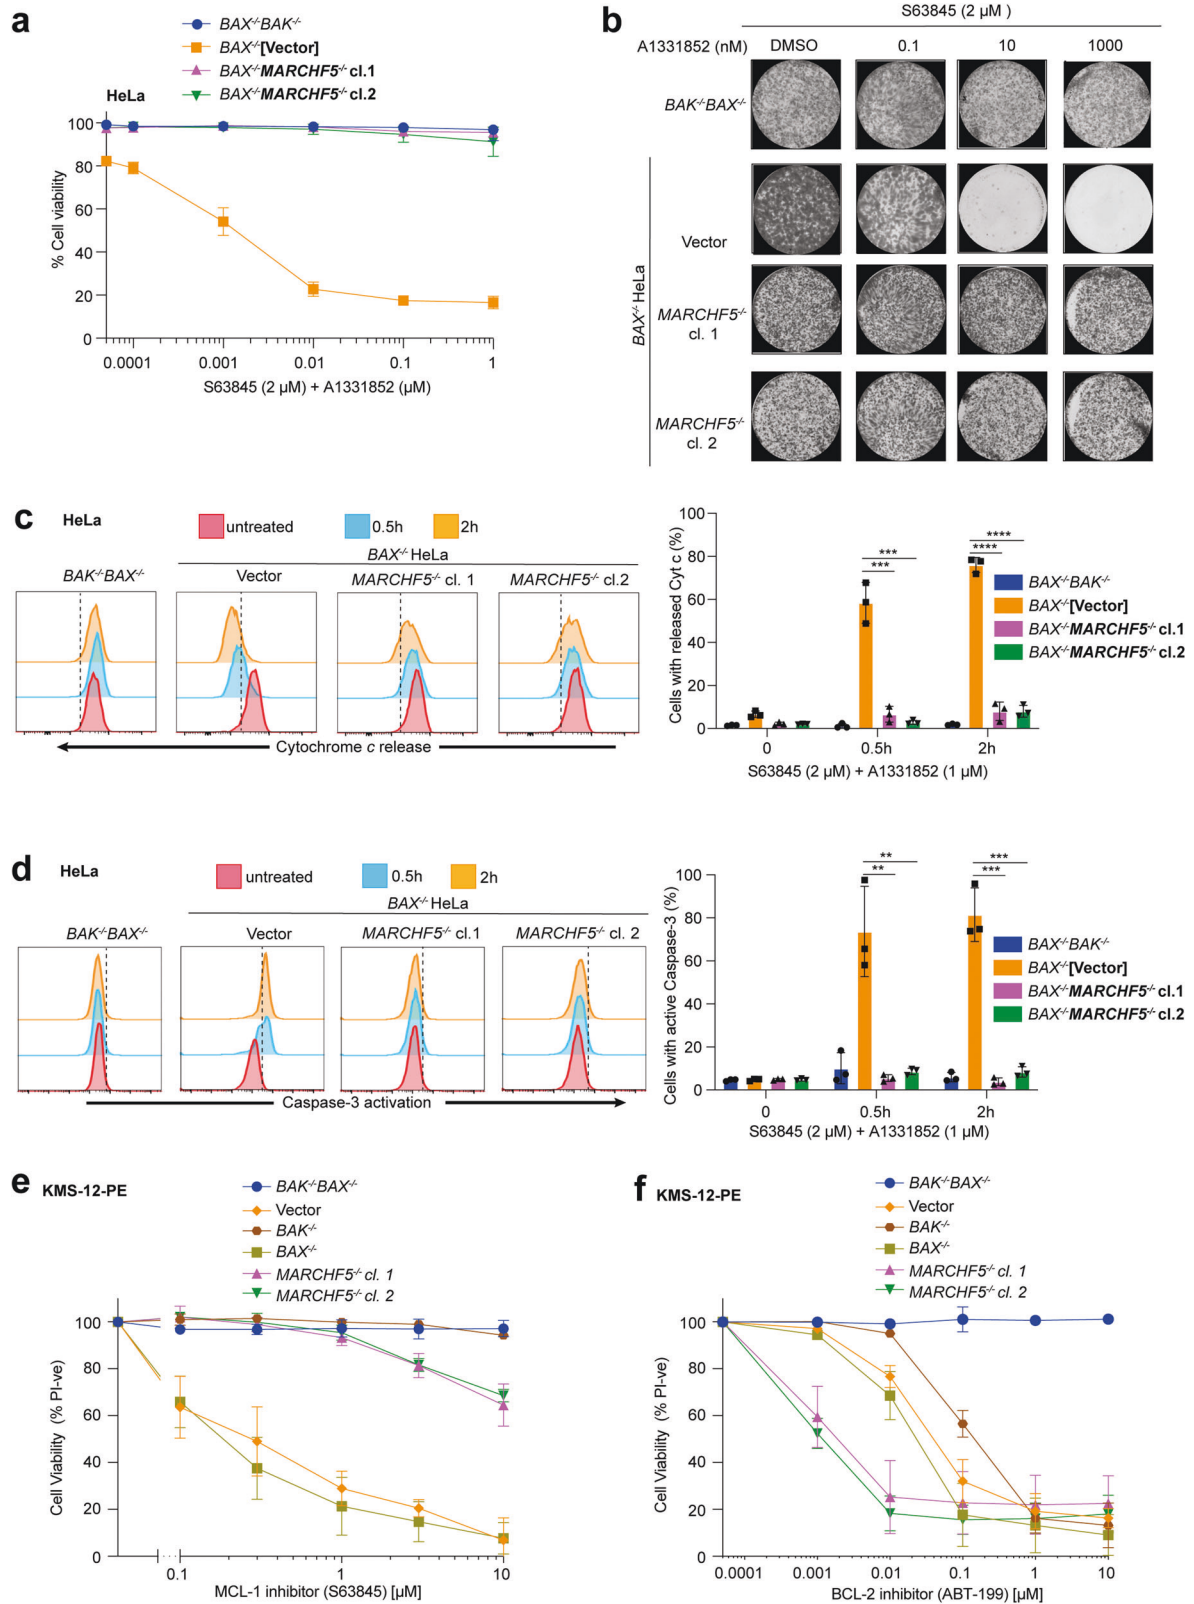 a
BAX-/-BAK-/-
BAX-/-[Vector]
BAX-/-MARCHF5-/- cl.1
BAX-/-MARCHF5-/- cl.2
HeLa
% Cell viability
100
80
60
40
20
0
0.0001 0.001 0.01 0.1 1
S63845 (2 µM) + A1331852 (µM)
b
S63845 (2 µM )
A1331852 (nM) DMSO 0.1 10 1000
BAK-/-BAX-/-
BAX-/- HeLa
Vector
MARCHF5-/-
cl. 1
MARCHF5-/-
cl. 2
c
HeLa
untreated 0.5h 2h
BAX-/- HeLa
BAK-/-BAX-/- Vector MARCHF5-/- cl. 1 MARCHF5-/- cl.2
Cytochrome c release
Cells with released Cyt c (%)
100
80
60
40
20
0
*** ****
*** ****
BAX-/-BAK-/-
BAX-/-[Vector]
BAX-/-MARCHF5-/- cl.1
BAX-/-MARCHF5-/- cl.2
0 0.5h 2h
S63845 (2 µM) + A1331852 (1 µM)
d
HeLa
untreated 0.5h 2h
BAX-/- HeLa
BAK-/-BAX-/- Vector MARCHF5-/- cl.1 MARCHF5-/- cl. 2
Caspase-3 activation
Cells with active Caspase-3 (%)
100
80
60
40
20
0
** ***
** ***
BAX-/-BAK-/-
BAX-/-[Vector]
BAX-/-MARCHF5-/- cl.1
BAX-/-MARCHF5-/- cl.2
0 0.5h 2h
S63845 (2 µM) + A1331852 (1 µM)
e
KMS-12-PE
BAK-/-BAX-/-
Vector
BAK-/-
BAX-/-
MARCHF5-/- cl. 1
MARCHF5-/- cl. 2
Cell Viability (% PI-ve)
100
80
60
40
20
0
0.1 1 10
MCL-1 inhibitor (S63845) [µM]
f
KMS-12-PE
BAK-/-BAX-/-
Vector
BAK-/-
BAX-/-
MARCHF5-/- cl. 1
MARCHF5-/- cl. 2
Cell Viability (% PI-ve)
100
80
60
40
20
0
0.0001 0.001 0.01 0.1 1 10
BCL-2 inhibitor (ABT-199) [µM]